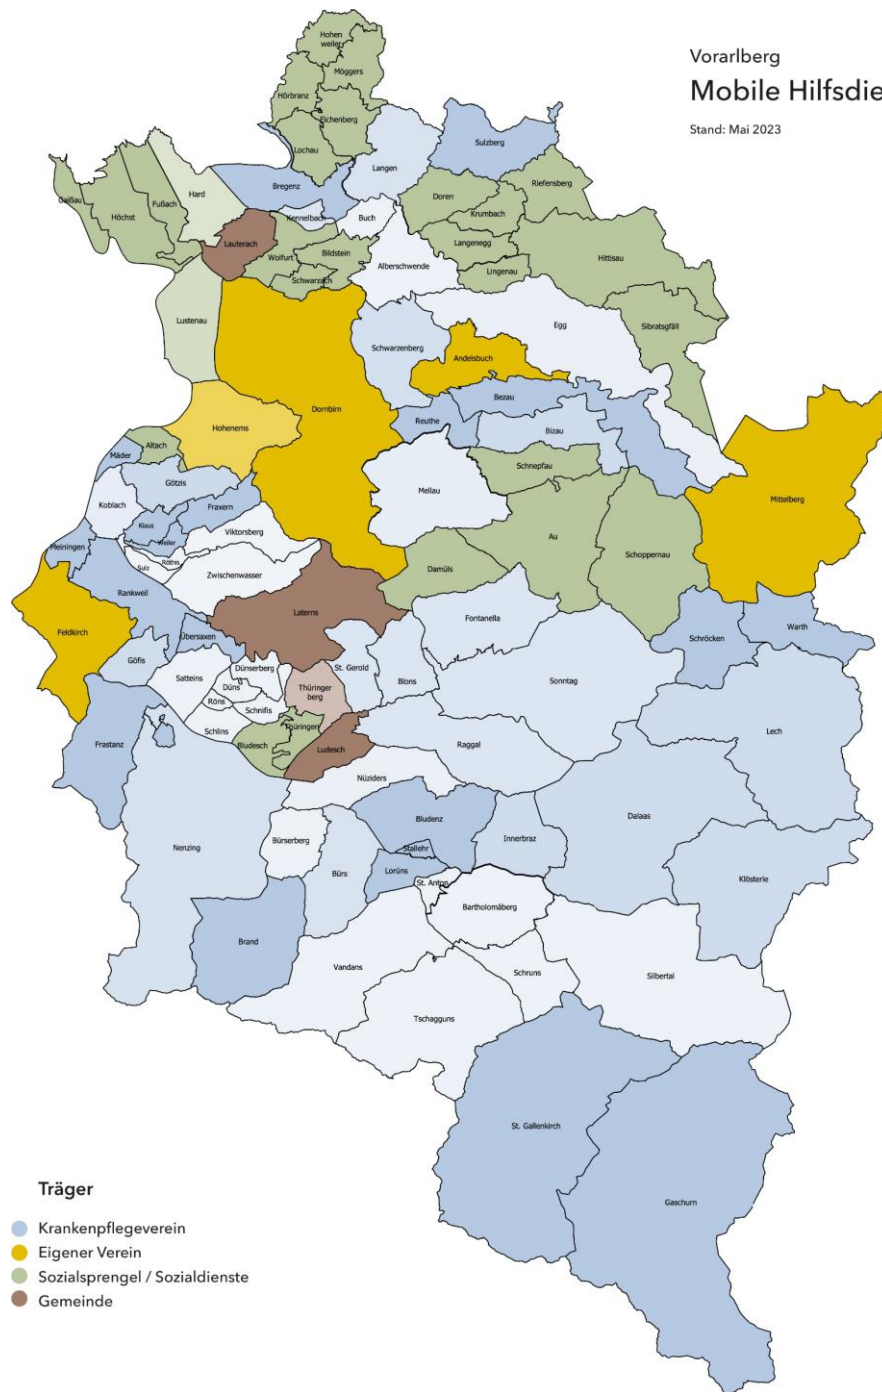 Vorarlberg
Mobile Hilfsdie
Stand: Mai 2023
Hohen
weiler
Möggers
Hörbranz
Eichenberg
Lochau
Langen
Sulzberg
Bregenz
Hard
Gaißau
Höchst
Fußach
Kennelbach
Buch
Doren
Riefensberg
Krumbach
Lauterach
Wolfurt
Bildstein
Schwarzach
Alberschwende
Langenegg
Lingenau
Hittisau
Lustenau
Egg
Sibratsgfäll
Schwarzenberg
Andelsbuch
Dornbirn
Hohenems
Reuthe
Bezau
Bizau
Altach
Mäder
Götzis
Schnepfau
Mellau
Mittelberg
Koblach
Fraxern
Klaus
Weiler
Viktorsberg
Meiningen
Röthis
Sulz
Zwischenwasser
Au
Schoppernau
Damüls
Rankweil
Laterns
Fontanella
Feldkirch
Übersaxen
Schröcken
Warth
Göfis
Dünserberg
St. Gerold
Satteins
Düns
Thüringer
berg
Blons
Sonntag
Röns
Schnifis
Schlins
Thüringen
Bludesch
Ludesch
Raggal
Lech
Frastanz
Nüziders
Bludenz
Dalaas
Innerbraz
Nenzing
Bürserberg
Stallehr
Bürs
Lorüns
St. Anton
Klösterle
Bartholomäberg
Brand
Vandans
Schruns
Silbertal
Tschagguns
St. Gallenkirch
Gaschurn
Träger
Krankenpflegeverein
Eigener Verein
Sozialsprengel / Sozialdienste
Gemeinde